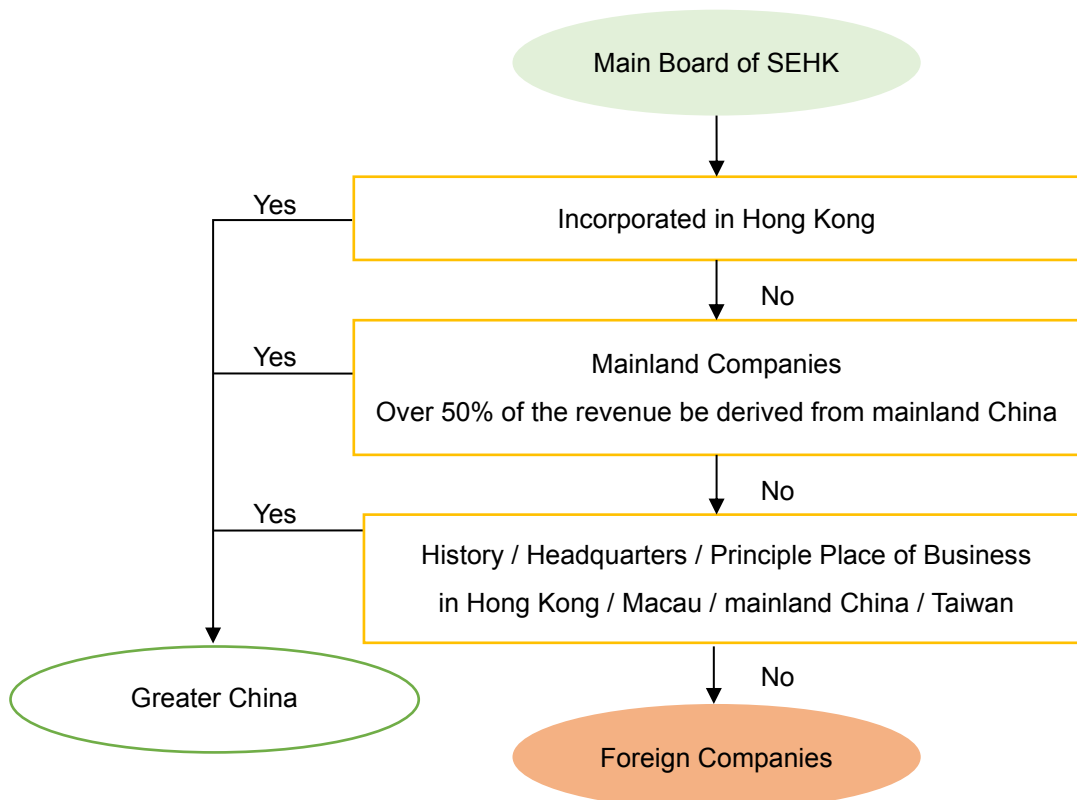 Main Board of SEHK
Yes
Incorporated in Hong Kong
No
Yes
Mainland Companies
Over 50% of the revenue be derived from mainland China
No
Yes
History / Headquarters / Principle Place of Business
in Hong Kong / Macau / mainland China / Taiwan
No
Greater China
Foreign Companies